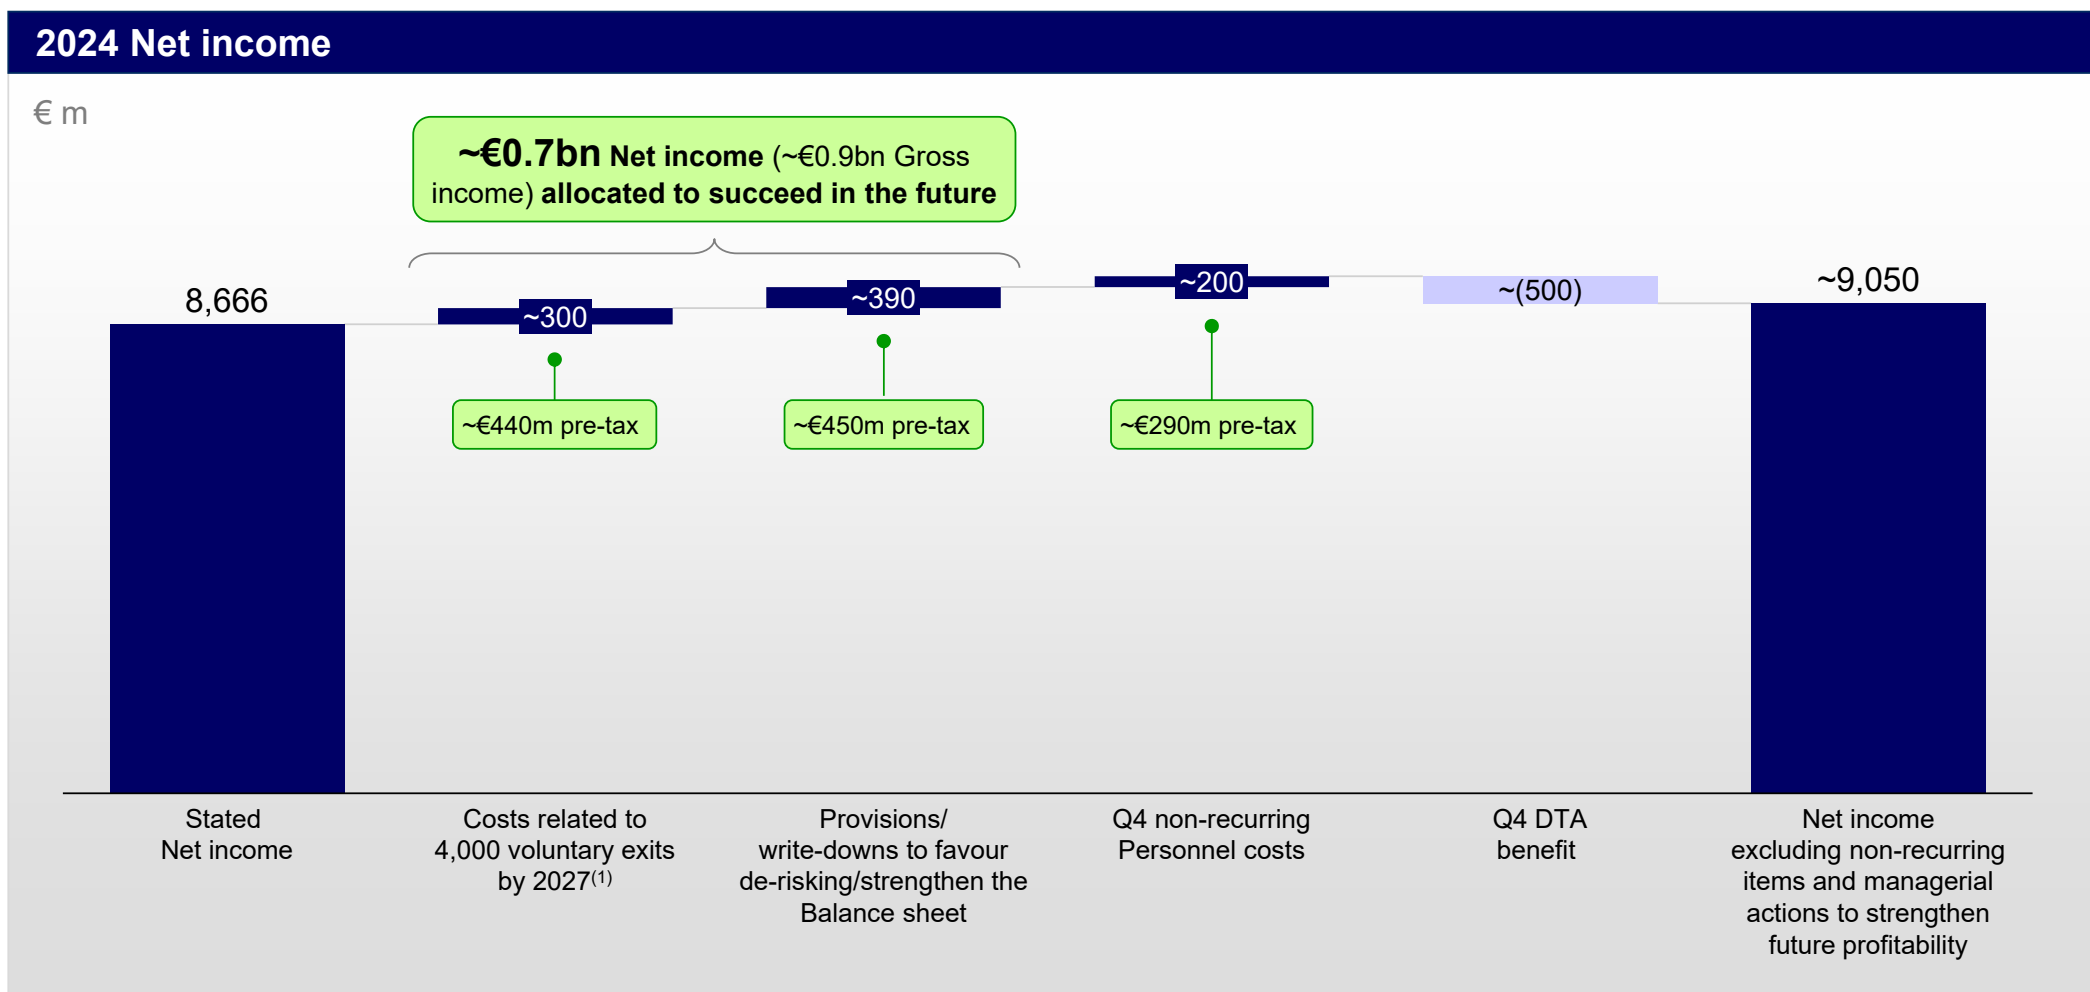 2024 Net income
€ m
~€0.7bn Net income (~€0.9bn Gross
income) allocated to succeed in the future
8,666
~300
~390
~200
~(500)
~9,050
~€440m pre-tax
~€450m pre-tax
~€290m pre-tax
Stated
Net income
Costs related to
4,000 voluntary exits
by 2027(1)
Provisions/
write-downs to favour
de-risking/strengthen the
Balance sheet
Q4 non-recurring
Personnel costs
Q4 DTA
benefit
Net income
excluding non-recurring
items and managerial
actions to strengthen
future profitability